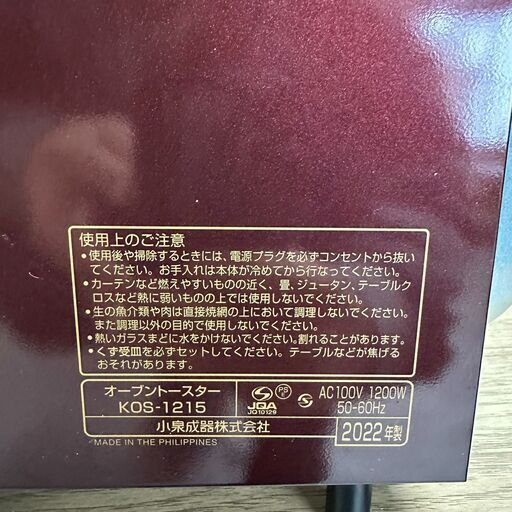 使用上のご注意
●使用後や掃除するときには、電源プラグを必ずコンセントから抜い
てください。お手入れは本体が冷めてから行なってください。
●カーテンなど燃えやすいものの近く、畳、ジュータン、テーブルク
ロスなど熱に弱いものの上では使用しないでください。
●生の魚介類や肉は直接焼網の上において調理しないでください。
また調理以外の目的で使用しないでください。
●熱いガラスまどに水をかけないでください。割れることがあります。
●くず受皿を必ずセットしてください。テーブルなどが焦げる
おそれがあります。
オーブントースター
KOS-1215
JQA
JQ10129
PS
E
S
AC100V 1200W
50-60Hz
小泉成器株式会社
MADE IN THE PHILIPPINES
2022年製